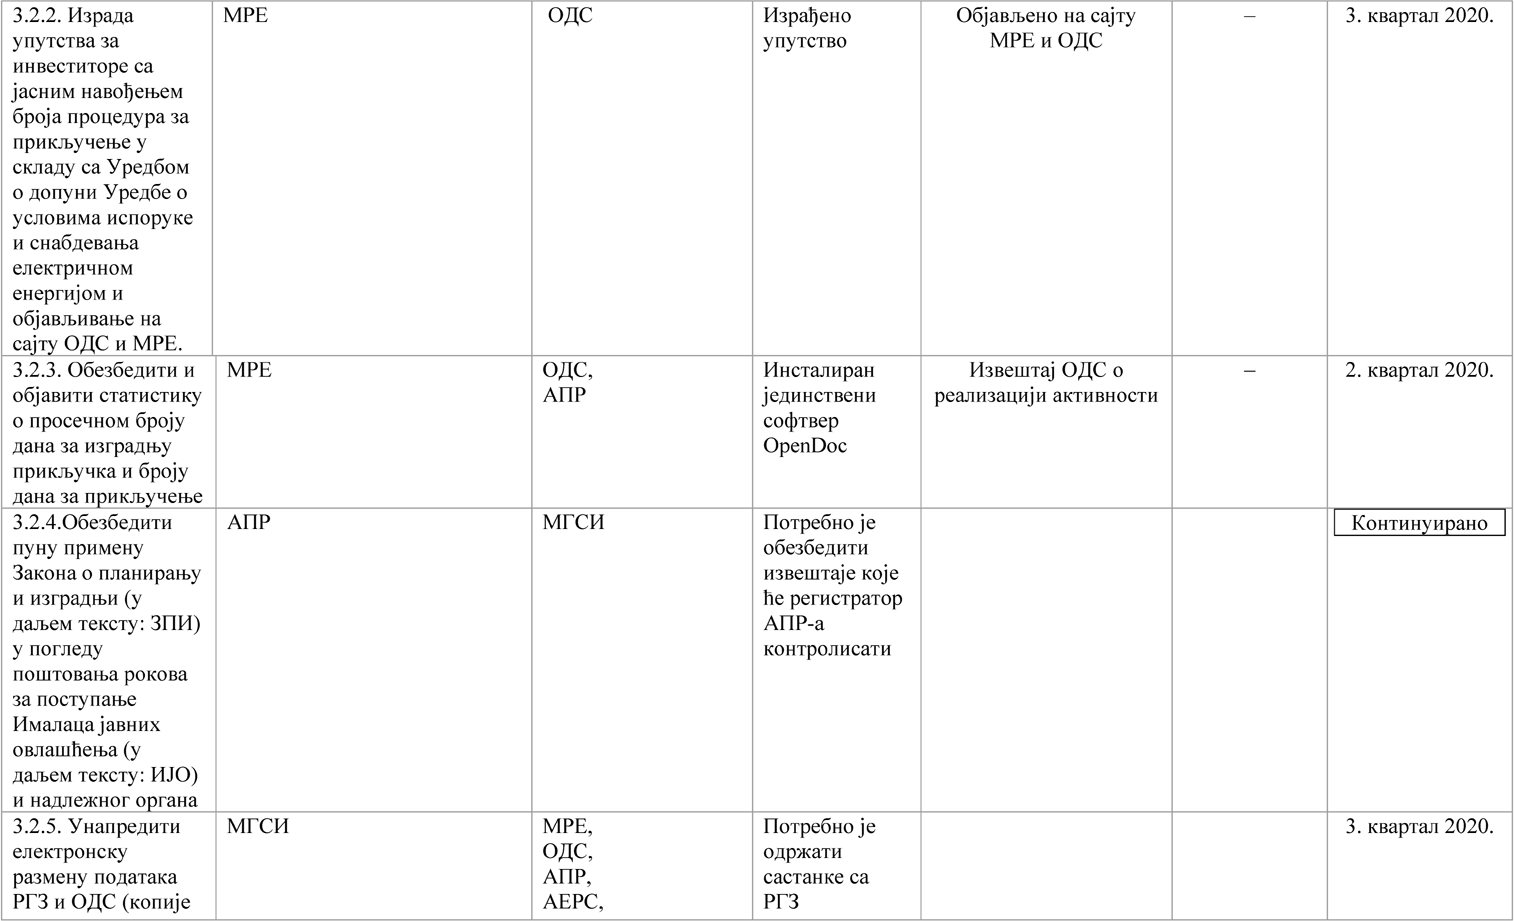 3.2.2. Израда
упутства за
инвеститоре са
јасним навођењем
броја процедура за
прикључење у
складу са Уредбом
о допуни Уредбе о
условима испоруке
и снабдевања
електричном
енергијом и
објављивање на
сајту ОДС и МРЕ.
МРЕ
ОДС
Израђено
упутство
Објављено на сајту
МРЕ и ОДС
–
3. квартал 2020.
3.2.3. Обезбедити и
објавити статистику
о просечном броју
дана за изградњу
прикључка и броју
дана за прикључење
МРЕ
ОДС,
АПР
Инсталиран
јединствени
софтвер
OpenDoc
Извештај ОДС о
реализацији активности
–
2. квартал 2020.
3.2.4.Обезбедити
пуну примену
Закона о планирању
и изградњи (у
даљем тексту: ЗПИ)
у погледу
поштовања рокова
за поступање
Ималаца јавних
овлашћења (у
даљем тексту: ИЈО)
и надлежног органа
АПР
МГСИ
Потребно је
обезбедити
извештаје које
ће регистратор
АПР-а
контролисати
Континуирано
3.2.5. Унапредити
електронску
размену података
РГЗ и ОДС (копије
МГСИ
МРЕ,
ОДС,
АПР,
АЕРС,
Потребно је
одржати
састанке са
РГЗ
3. квартал 2020.